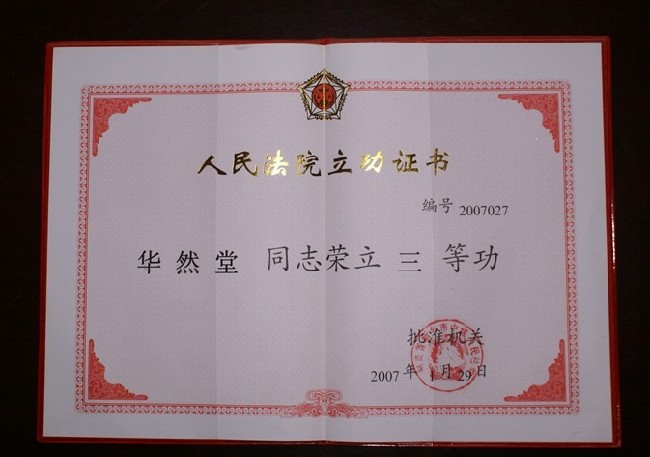 人民法院立功证书
编号 2007027
华然堂 同志荣立 三 等功
批准机关
2007 年 1 月 29 日